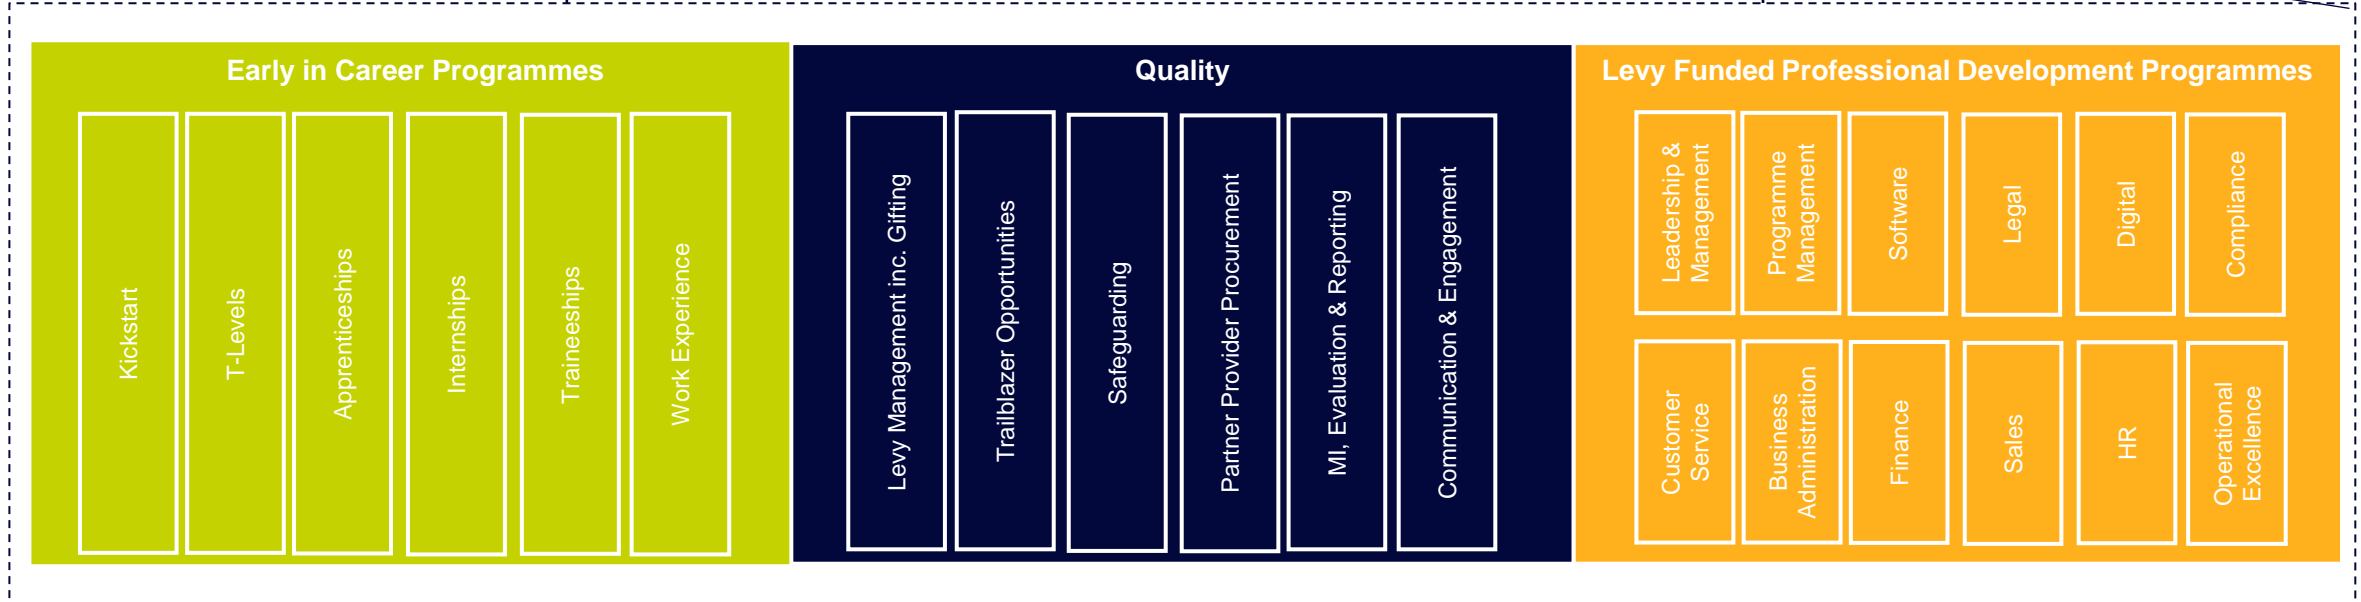 Early in Career Programmes
Kickstart
T-Levels
Apprenticeships
Internships
Traineeships
Work Experience
Quality
Levy Management inc. Gifting
Trailblazer Opportunities
Safeguarding
Partner Provider Procurement
MI, Evaluation & Reporting
Communication & Engagement
Levy Funded Professional Development Programmes
Leadership &
Management
Programme
Management
Software
Legal
Digital
Compliance
Customer
Service
Business
Administration
Finance
Sales
HR
Operational
Excellence